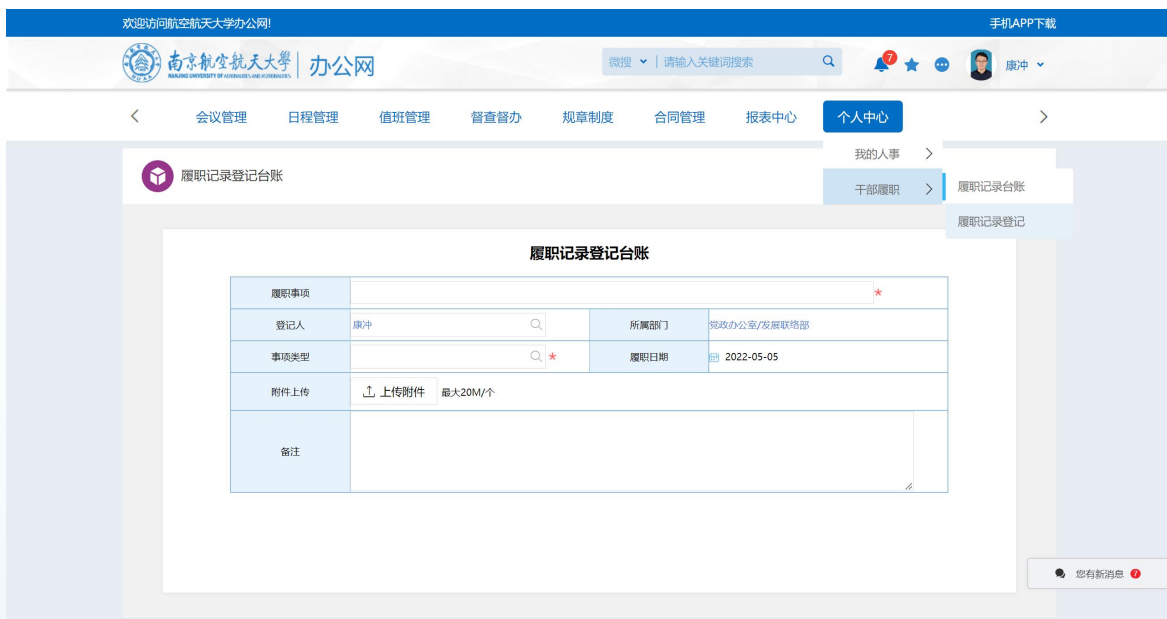 欢迎访问航空航天大学办公网! 手机APP下载
南京航空航天大學 办公网 微搜 请输入关键词搜索 7 康冲
NANJING UNIVERSITY OF AERONAUTICS AND ASTRONAUTICS
会议管理 日程管理 值班管理 督查督办 规章制度 合同管理 报表中心 个人中心
我的人事
履职记录登记台账
干部履职 履职记录台账
履职记录登记
履职记录登记台账
履职事项 *
登记人 康冲 所属部门 党政办公室/发展联络部
事项类型 * 履职日期 2022-05-05
附件上传 上传附件 最大20M/个
备注
您有新消息 7